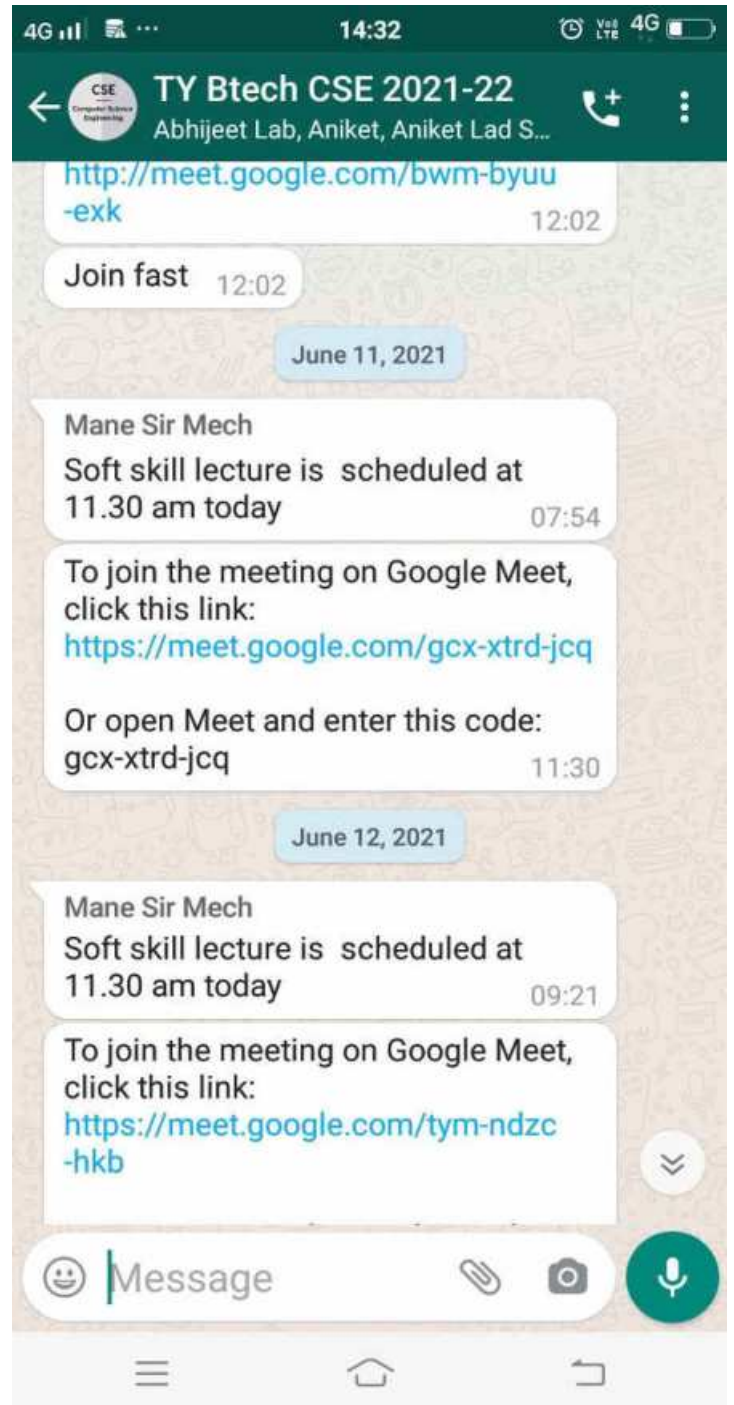 4G
14:32
4G
TY Btech CSE 2021-22
Abhijeet Lab, Aniket, Aniket Lad S...
CSE
Computer Science
Engineering
http://meet.google.com/bwm-byuu
-exk
12:02
Join fast 12:02
June 11, 2021
Mane Sir Mech
Soft skill lecture is scheduled at
11.30 am today
07:54
To join the meeting on Google Meet,
click this link:
https://meet.google.com/gcx-xtrd-jcq
Or open Meet and enter this code:
gcx-xtrd-jcq
11:30
June 12, 2021
Mane Sir Mech
Soft skill lecture is scheduled at
11.30 am today
09:21
To join the meeting on Google Meet,
click this link:
https://meet.google.com/tym-ndzc
-hkb
Message